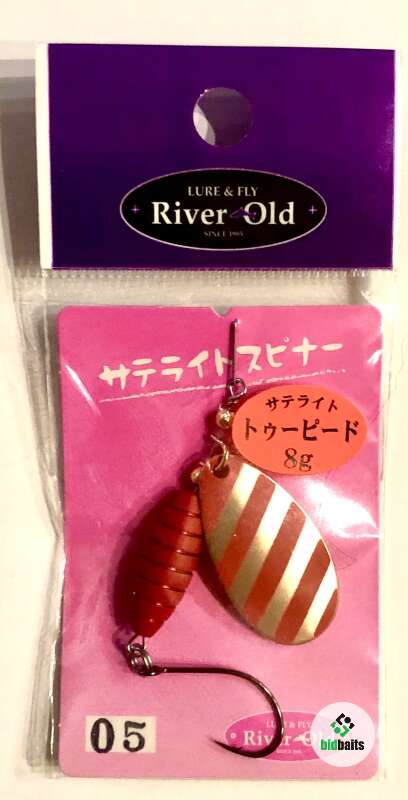 LURE & FLY
River Old
SINCE 1995
サテライトスピナー
サテライト
トゥーピード
8g
05
LURE & FLY
River Old
bidbaits